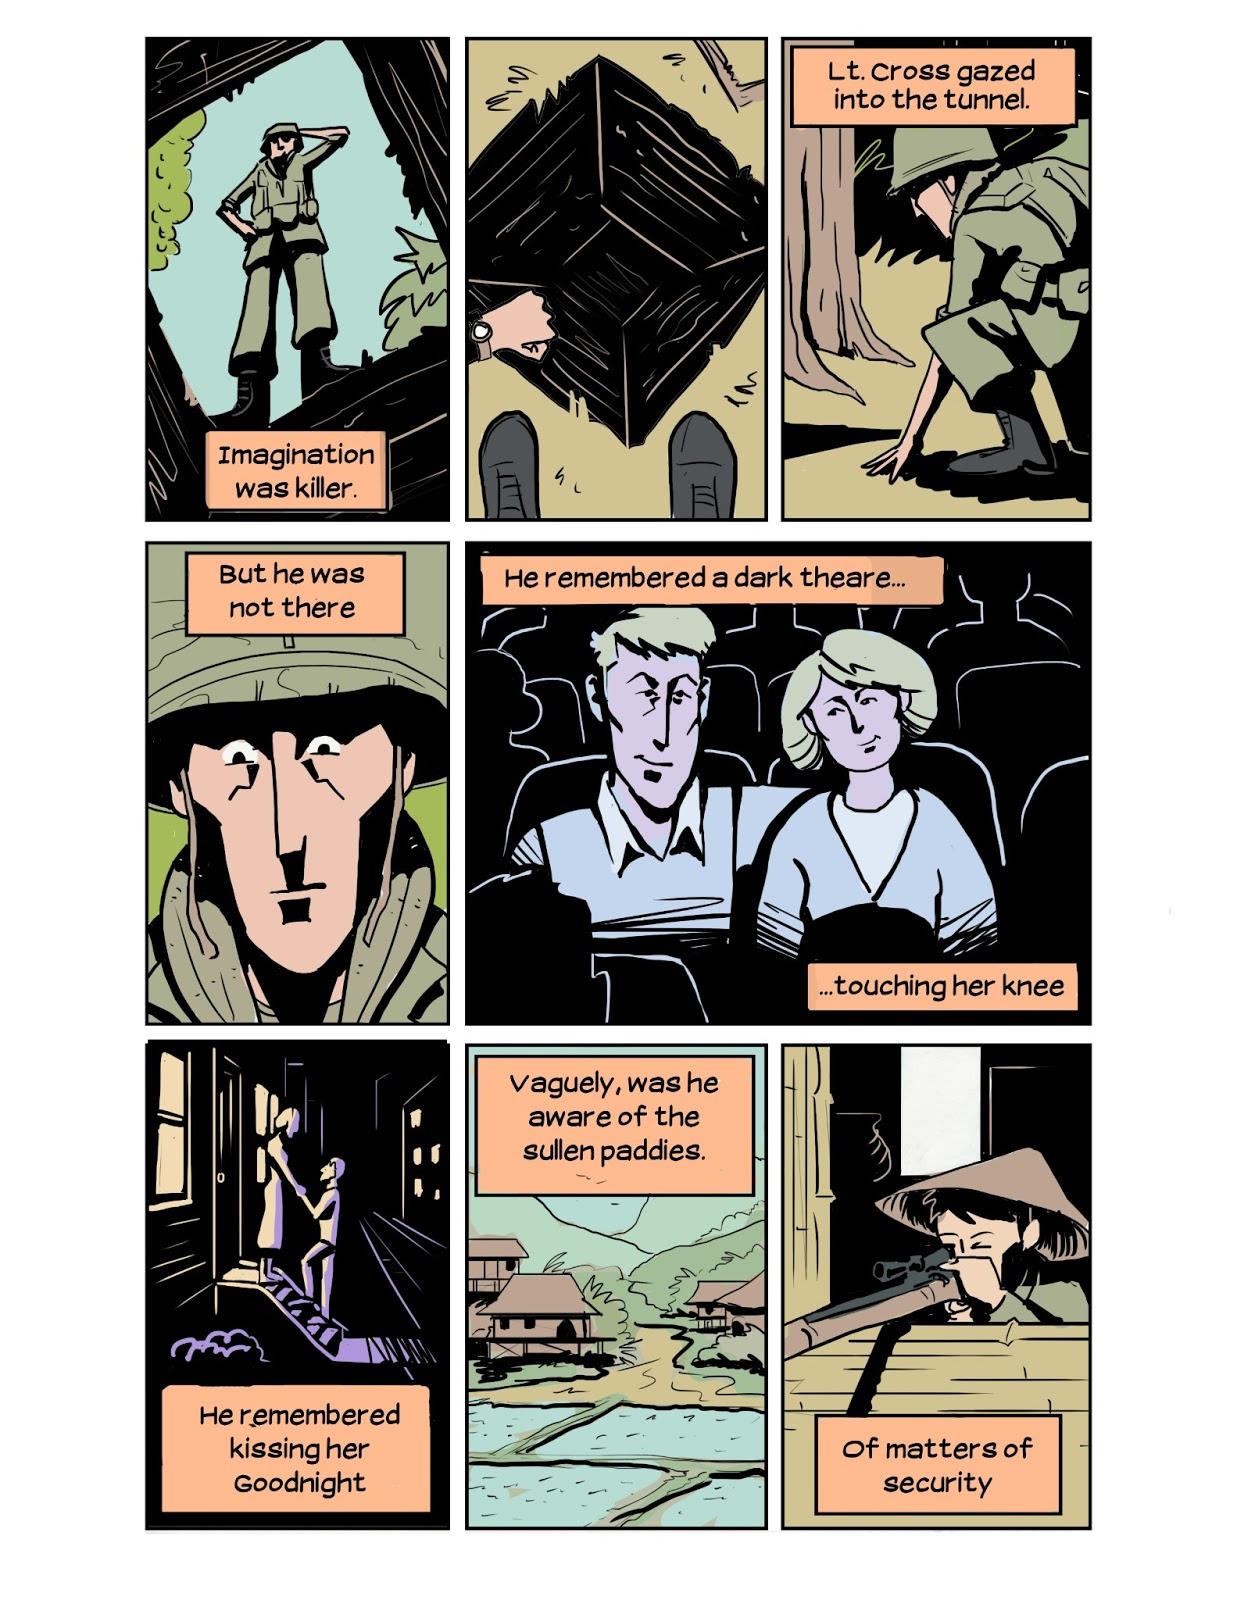 Imagination
was killer.
Lt. Cross gazed
into the tunnel.
But he was
not there
He remembered a dark theare...
...touching her knee
He remembered
kissing her
Goodnight
Vaguely, was he
aware of the
sullen paddies.
Of matters of
security